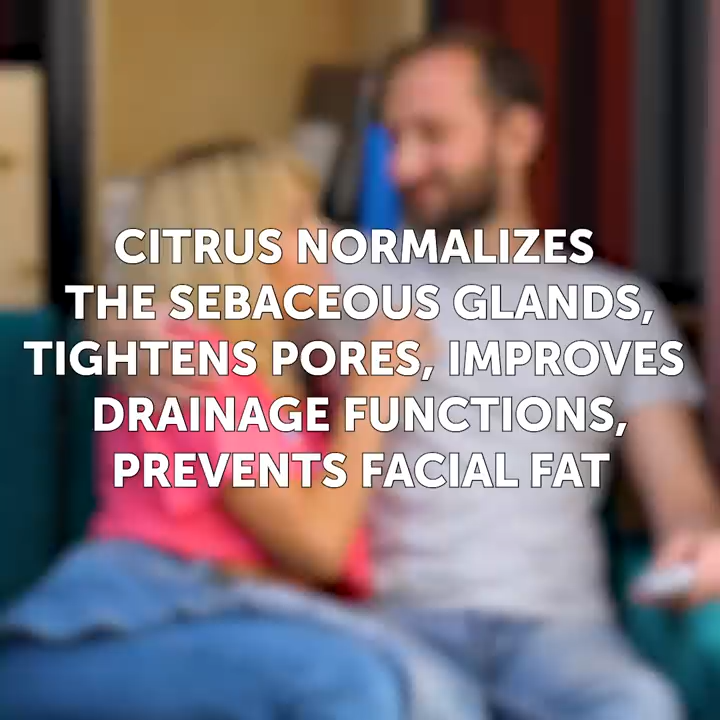 CITRUS NORMALIZES
THE SEBACEOUS GLANDS,
TIGHTENS PORES, IMPROVES
DRAINAGE FUNCTIONS,
PREVENTS FACIAL FAT